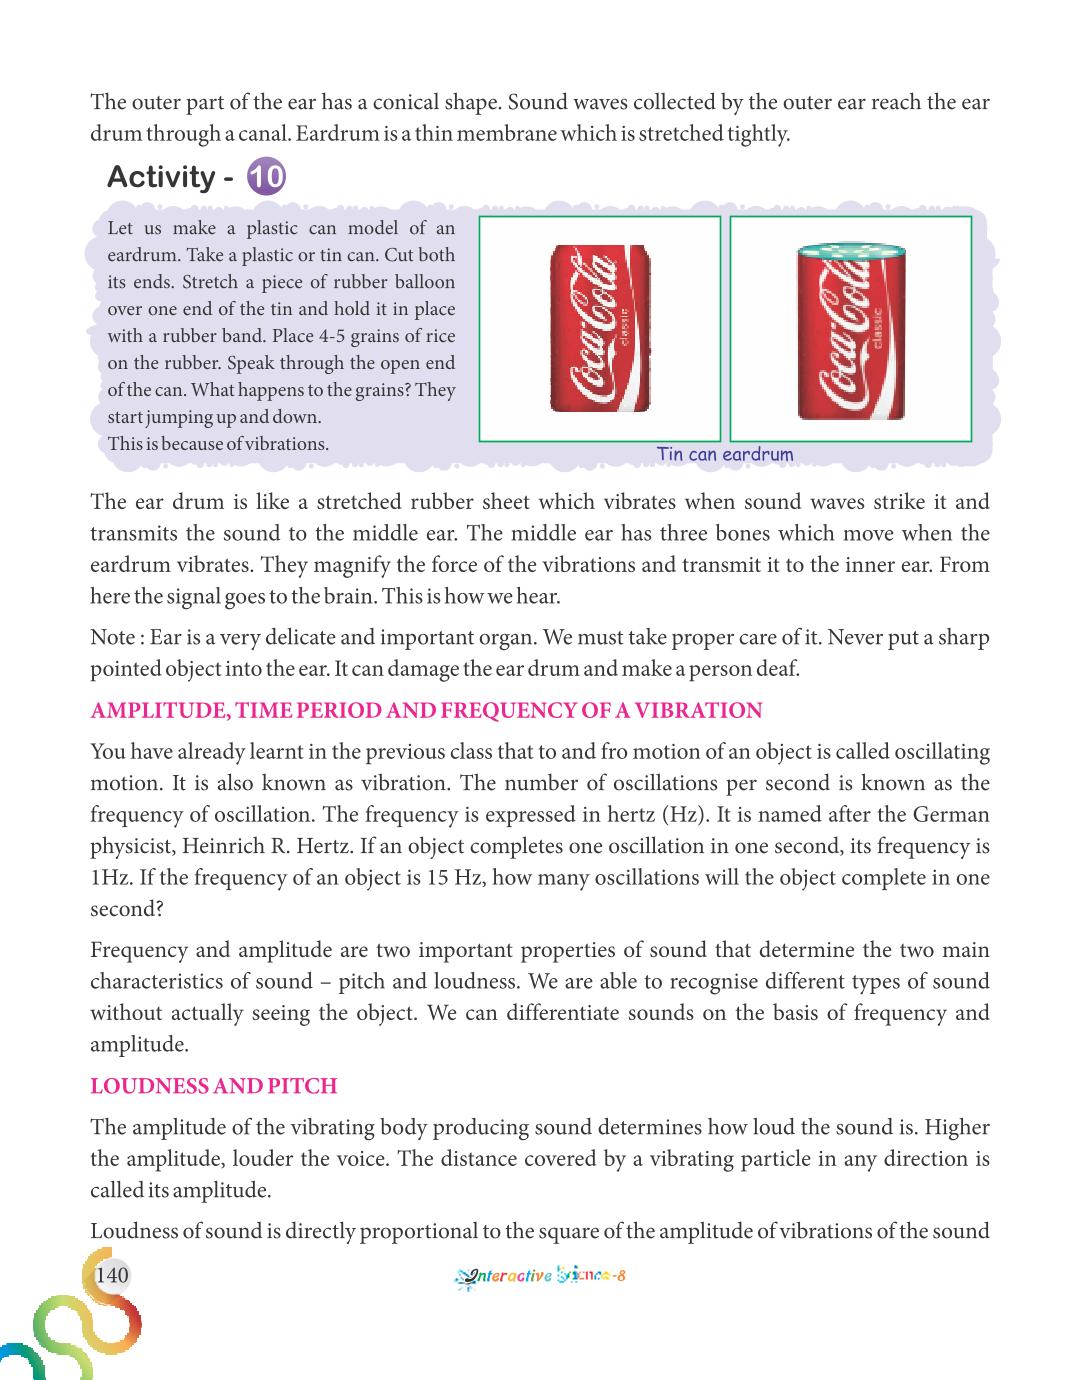 The outer part of the ear has a conical shape. Sound waves collected by the outer ear reach the ear
drum through a canal. Eardrum is a thin membrane which is stretched tightly.
Activity - 10
Let us make a plastic can model of an
eardrum. Take a plastic or tin can. Cut both
its ends. Stretch a piece of rubber balloon
over one end of the tin and hold it in place
with a rubber band. Place 4-5 grains of rice
on the rubber. Speak through the open end
of the can. What happens to the grains? They
start jumping up and down.
This is because of vibrations.
Coca-Cola
classic
Coca-Cola
classic
Tin can eardrum
The ear drum is like a stretched rubber sheet which vibrates when sound waves strike it and
transmits the sound to the middle ear. The middle ear has three bones which move when the
eardrum vibrates. They magnify the force of the vibrations and transmit it to the inner ear. From
here the signal goes to the brain. This is how we hear.
Note : Ear is a very delicate and important organ. We must take proper care of it. Never put a sharp
pointed object into the ear. It can damage the ear drum and make a person deaf.
AMPLITUDE, TIME PERIOD AND FREQUENCY OF A VIBRATION
You have already learnt in the previous class that to and fro motion of an object is called oscillating
motion. It is also known as vibration. The number of oscillations per second is known as the
frequency of oscillation. The frequency is expressed in hertz (Hz). It is named after the German
physicist, Heinrich R. Hertz. If an object completes one oscillation in one second, its frequency is
1Hz. If the frequency of an object is 15 Hz, how many oscillations will the object complete in one
second?
Frequency and amplitude are two important properties of sound that determine the two main
characteristics of sound – pitch and loudness. We are able to recognise different types of sound
without actually seeing the object. We can differentiate sounds on the basis of frequency and
amplitude.
LOUDNESS AND PITCH
The amplitude of the vibrating body producing sound determines how loud the sound is. Higher
the amplitude, louder the voice. The distance covered by a vibrating particle in any direction is
called its amplitude.
Loudness of sound is directly proportional to the square of the amplitude of vibrations of the sound
140
Interactive Science-8